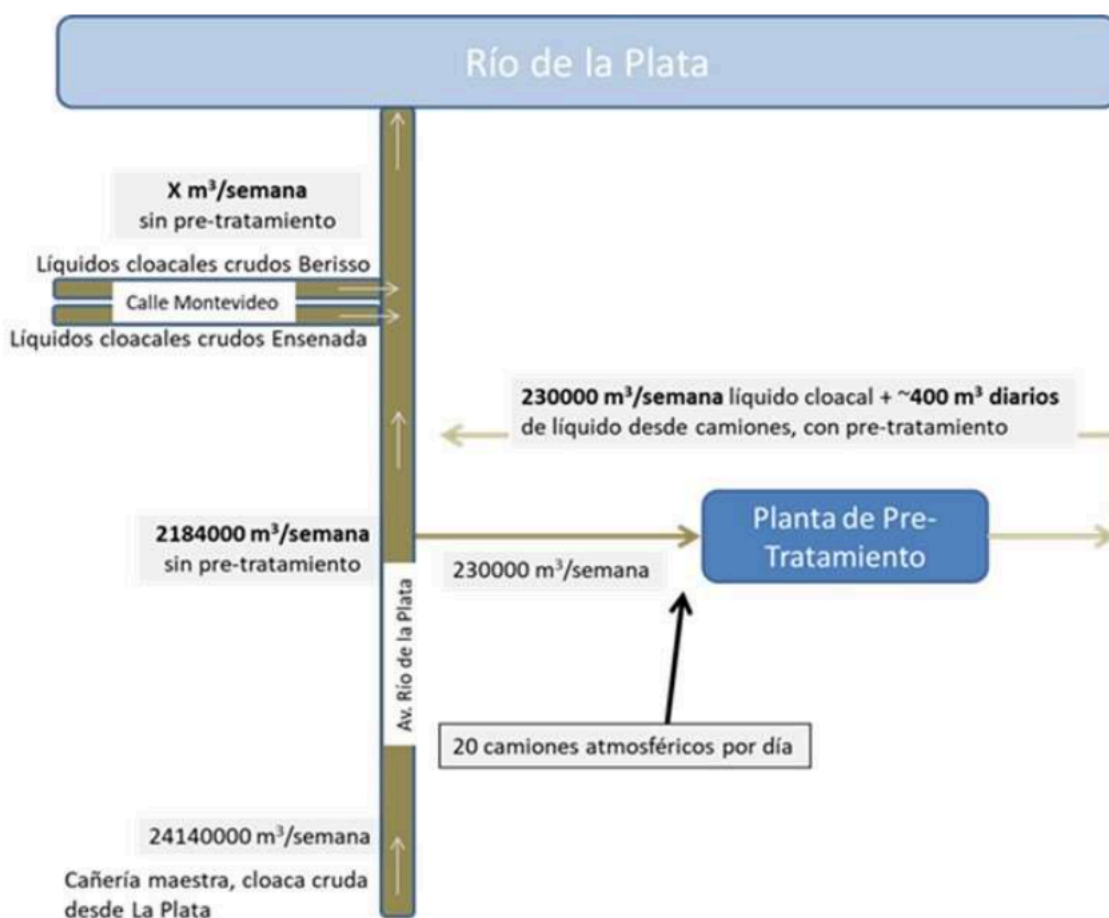 Río de la Plata
X m³/semana
sin pre-tratamiento
Líquidos cloacales crudos Berisso
Calle Montevideo
Líquidos cloacales crudos Ensenada
230000 m³/semana líquido cloacal + ~400 m³ diarios
de líquido desde camiones, con pre-tratamiento
2184000 m³/semana
sin pre-tratamiento
230000 m³/semana
Planta de Pre-
Tratamiento
Av. Río de la Plata
20 camiones atmosféricos por día
24140000 m³/semana
Cañería maestra, cloaca cruda
desde La Plata